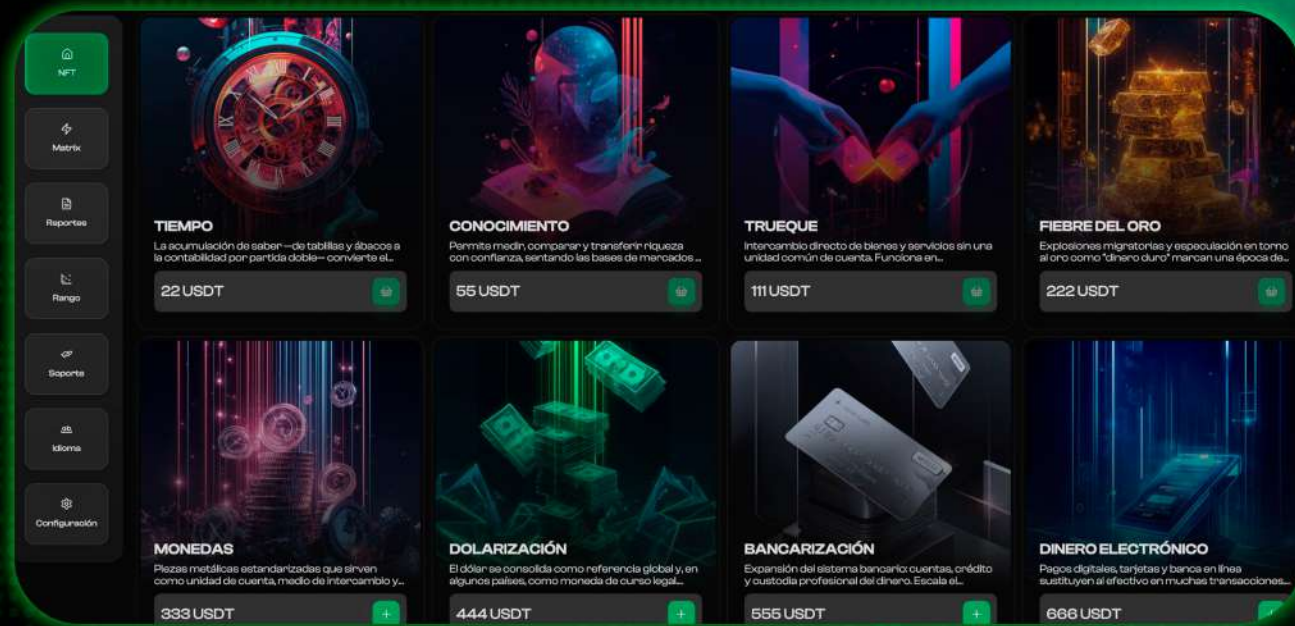 NFT
Matrix
Reportes
Rango
Soporte
Idioma
Configuración
TIEMPO
La acumulación de saber —de tablillas y ábacos a
la contabilidad por partida doble— convierte el...
22 USDT
CONOCIMIENTO
Permite medir, comparar y transferir riqueza
con confianza, sentando las bases de mercados ...
55 USDT
TRUEQUE
Intercambio directo de bienes y servicios sin una
unidad común de cuenta. Funciona en...
111 USDT
FIEBRE DEL ORO
Explosiones migratorias y especulación en torno
al oro como "dinero duro" marcan una época de...
222 USDT
MONEDAS
Piezas metálicas estandarizadas que sirven
como unidad de cuenta, medio de intercambio y...
333 USDT
DOLARIZACIÓN
El dólar se consolida como referencia global y, en
algunos países, como moneda de curso legal....
444 USDT
BANCARIZACIÓN
Expansión del sistema bancario: cuentas, crédito
y custodia profesional del dinero. Escala el...
555 USDT
DINERO ELECTRÓNICO
Pagos digitales, tarjetas y banca en línea
sustituyen al efectivo en muchas transacciones....
666 USDT